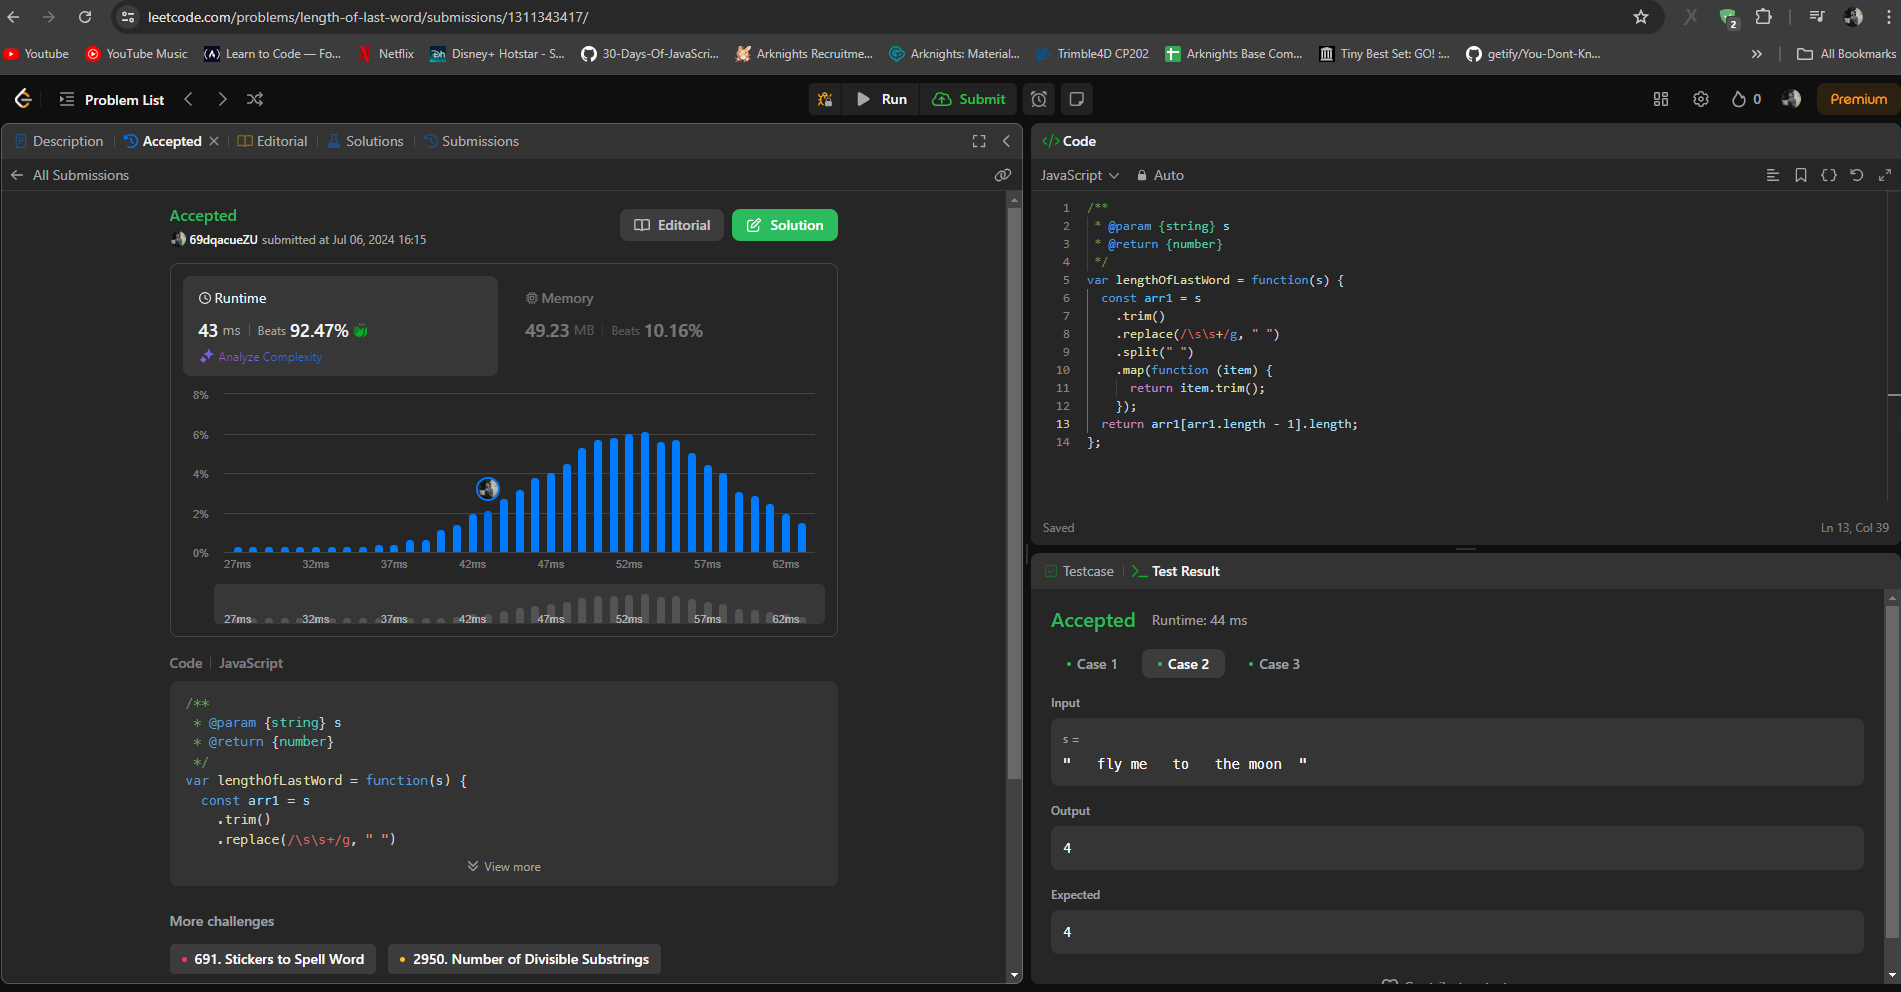 leetcode.com/problems/length-of-last-word/submissions/1311343417/
2
YouTube
YouTube Music
Learn to Code — Fo...
Netflix
Disney+ Hotstar - S...
30-Days-Of-JavaScri...
Arknights Recruitme...
Arknights: Material...
Trimble4D CP202
Arknights Base Com...
Tiny Best Set: GO! :...
getify/You-Dont-Kn...
All Bookmarks
Problem List
Run
Submit
0
Premium
Description
Accepted
Editorial
Solutions
Submissions
All Submissions
Accepted
69dqacueZU submitted at Jul 06, 2024 16:15
Editorial
Solution
Runtime
43 ms | Beats 92.47%
Analyze Complexity
Memory
49.23 MB | Beats 10.16%
8%
6%
4%
2%
0%
27ms 32ms 37ms 42ms 47ms 52ms 57ms 62ms
27ms 32ms 37ms 42ms 47ms 52ms 57ms 62ms
Code | JavaScript
/**
 * @param {string} s
 * @return {number}
 */
var lengthOfLastWord = function(s) {
  const arr1 = s
    .trim()
    .replace(/\s\s+/g, " ")
View more
More challenges
691. Stickers to Spell Word
2950. Number of Divisible Substrings
</> Code
JavaScript
Auto
1 /**
2  * @param {string} s
3  * @return {number}
4  */
5 var lengthOfLastWord = function(s) {
6   const arr1 = s
7     .trim()
8     .replace(/\s\s+/g, " ")
9     .split(" ")
10     .map(function (item) {
11       return item.trim();
12     });
13   return arr1[arr1.length - 1].length;
14 };
Saved
Ln 13, Col 39
Testcase
Test Result
Accepted
Runtime: 44 ms
Case 1
Case 2
Case 3
Input
s =
"   fly me   to   the moon  "
Output
4
Expected
4